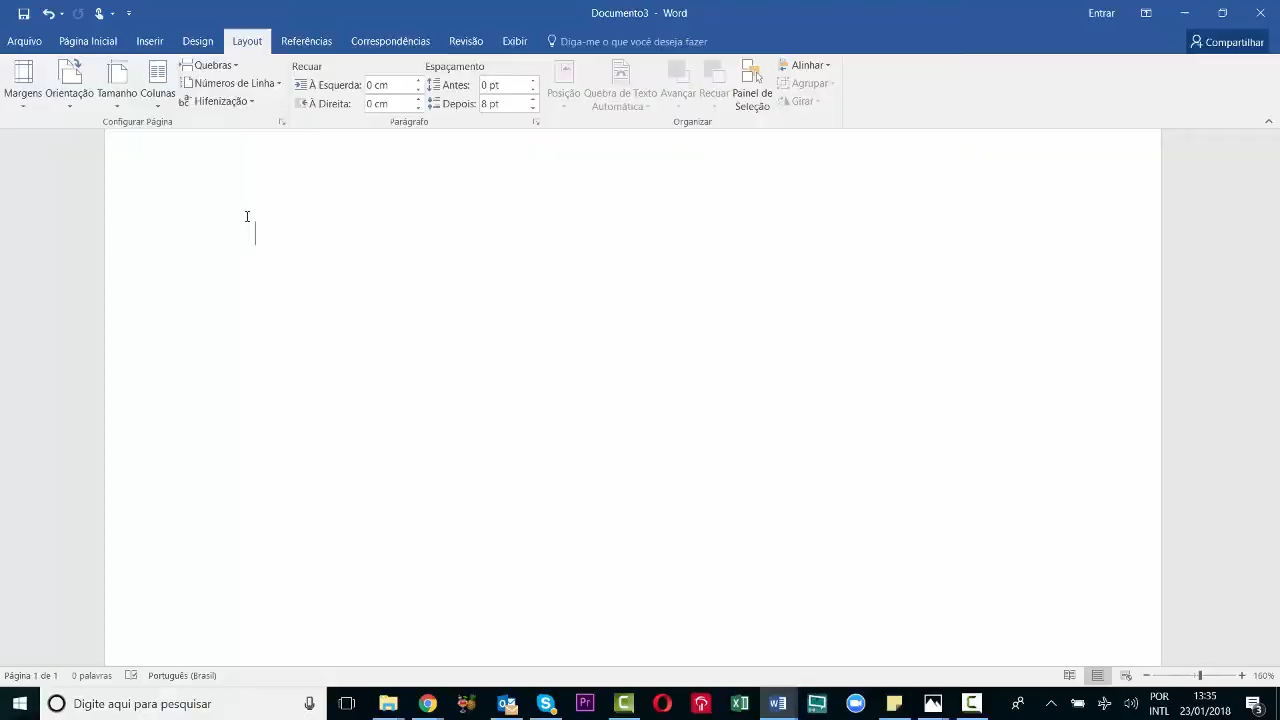 Documento3 - Word
Entrar
Arquivo Página Inicial Inserir Design Layout Referências Correspondências Revisão Exibir Diga-me o que você deseja fazer
Compartilhar
Margens Orientação Tamanho Colunas
Quebras
Números de Linha
Hifenização
Configurar Página
Recuar Espaçamento
À Esquerda: 0 cm Antes: 0 pt
À Direita: 0 cm Depois: 8 pt
Parágrafo
Posição Quebra de Texto Automática Avançar Recuar Painel de Seleção
Alinhar
Agrupar
Girar
Organizar
Página 1 de 1 0 palavras Português (Brasil)
160%
Digite aqui para pesquisar
Pr
POR
INTL
13:35
23/01/2018
3